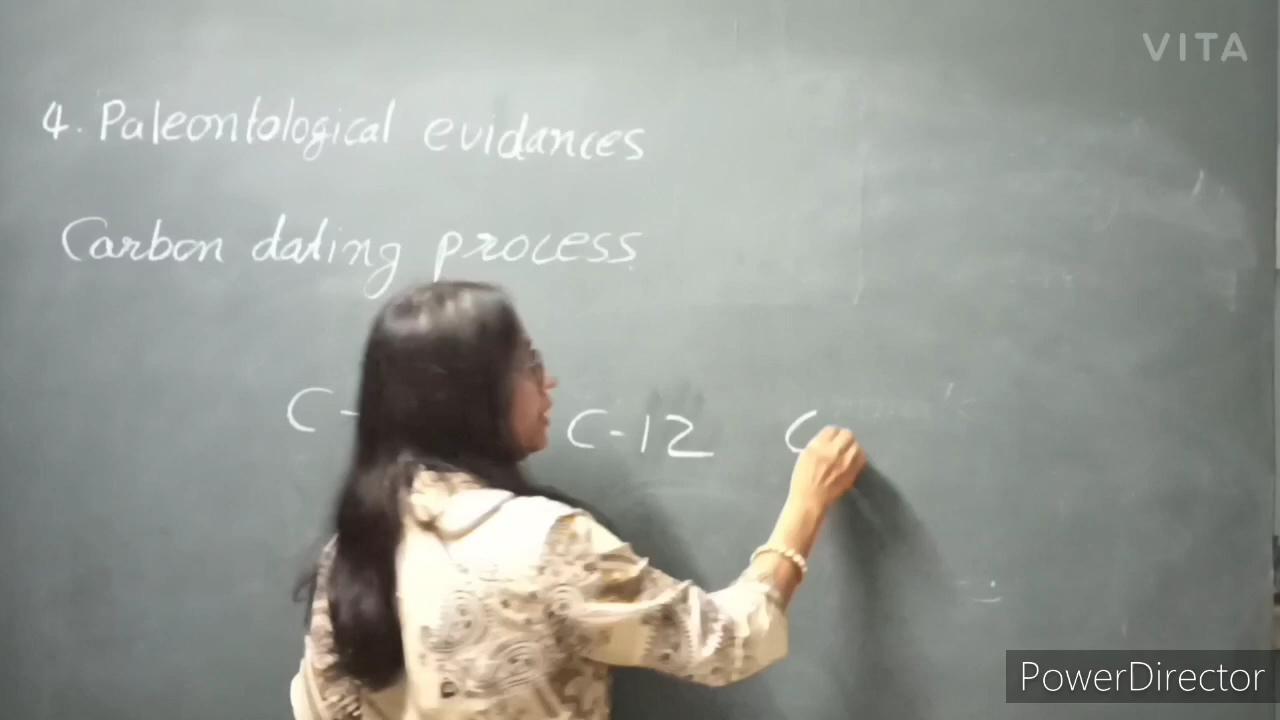 VITA
4. Paleontological evidances
Carbon dating process
C- C-12 C
PowerDirector